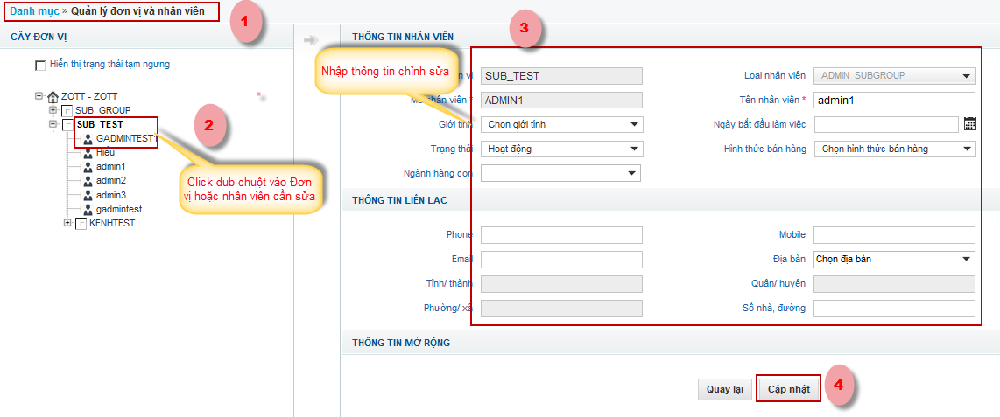 Danh mục » Quản lý đơn vị và nhân viên
1
CÂY ĐƠN VỊ
Hiển thị trạng thái tạm ngưng
ZOTT - ZOTT
SUB_GROUP
SUB_TEST
GADMINTEST1
Hiếu
admin1
admin2
admin3
gadmintest
KENHTEST
2
Click dub chuột vào Đơn
vị hoặc nhân viên cần sửa
3
THÔNG TIN NHÂN VIÊN
Nhập thông tin chỉnh sửa
vị SUB_TEST Loại nhân viên ADMIN_SUBGROUP
Mã nhân viên * ADMIN1 Tên nhân viên * admin1
Giới tính Chọn giới tính Ngày bắt đầu làm việc
Trạng thái Hoạt động Hình thức bán hàng Chọn hình thức bán hàng
Ngành hàng con
THÔNG TIN LIÊN LẠC
Phone Mobile
Email Địa bàn Chọn địa bàn
Tỉnh/ thành Quận/ huyện
Phường/ xã Số nhà, đường
THÔNG TIN MỞ RỘNG
Quay lại Cập nhật 4